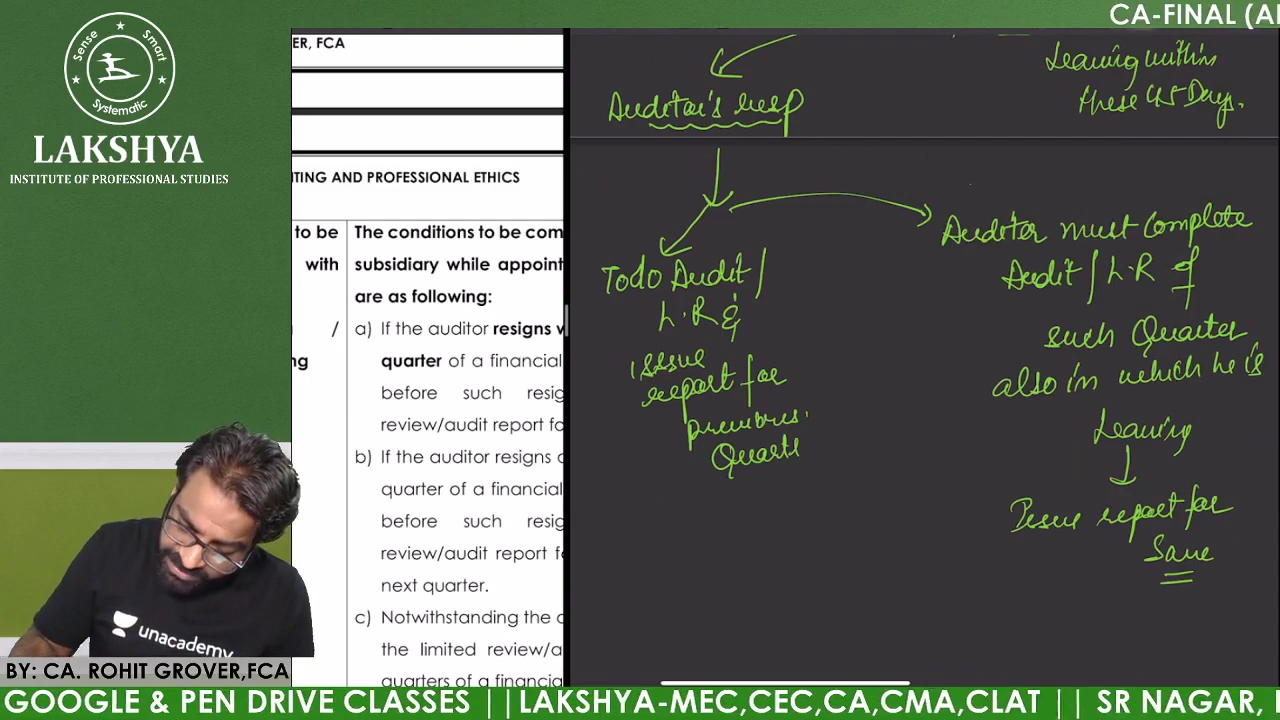 CA-FINAL (A
Sense
Smart
Systematic
LAKSHYA
INSTITUTE OF PROFESSIONAL STUDIES
ER, FCA
TING AND PROFESSIONAL ETHICS
to be
with
/
ng
The conditions to be com
subsidiary while appoint
are as following:
a) If the auditor resigns w
quarter of a financial
before such resig
review/audit report fo
b) If the auditor resigns a
quarter of a financial
before such resig
review/audit report fo
next quarter.
c) Notwithstanding the a
the limited review/a
quarters of a financia
Leaving within
these 45 Days.
Auditor's resp
To do Audit /
L.R &
issue
report for
previous.
Quarte
Auditor must Complete
Audit / L.R of
such Quarter
also in which he is
Leaving
Issue report for
Same
unacademy
BY: CA. ROHIT GROVER,FCA
GOOGLE & PEN DRIVE CLASSES ||LAKSHYA-MEC,CEC,CA,CMA,CLAT || SR NAGAR,